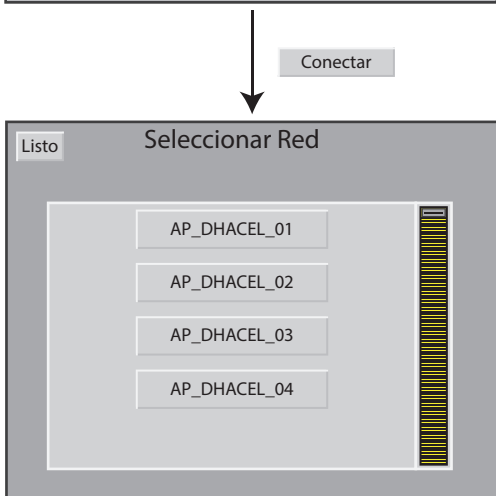 Conectar
Listo
Seleccionar Red
AP_DHACEL_01
AP_DHACEL_02
AP_DHACEL_03
AP_DHACEL_04